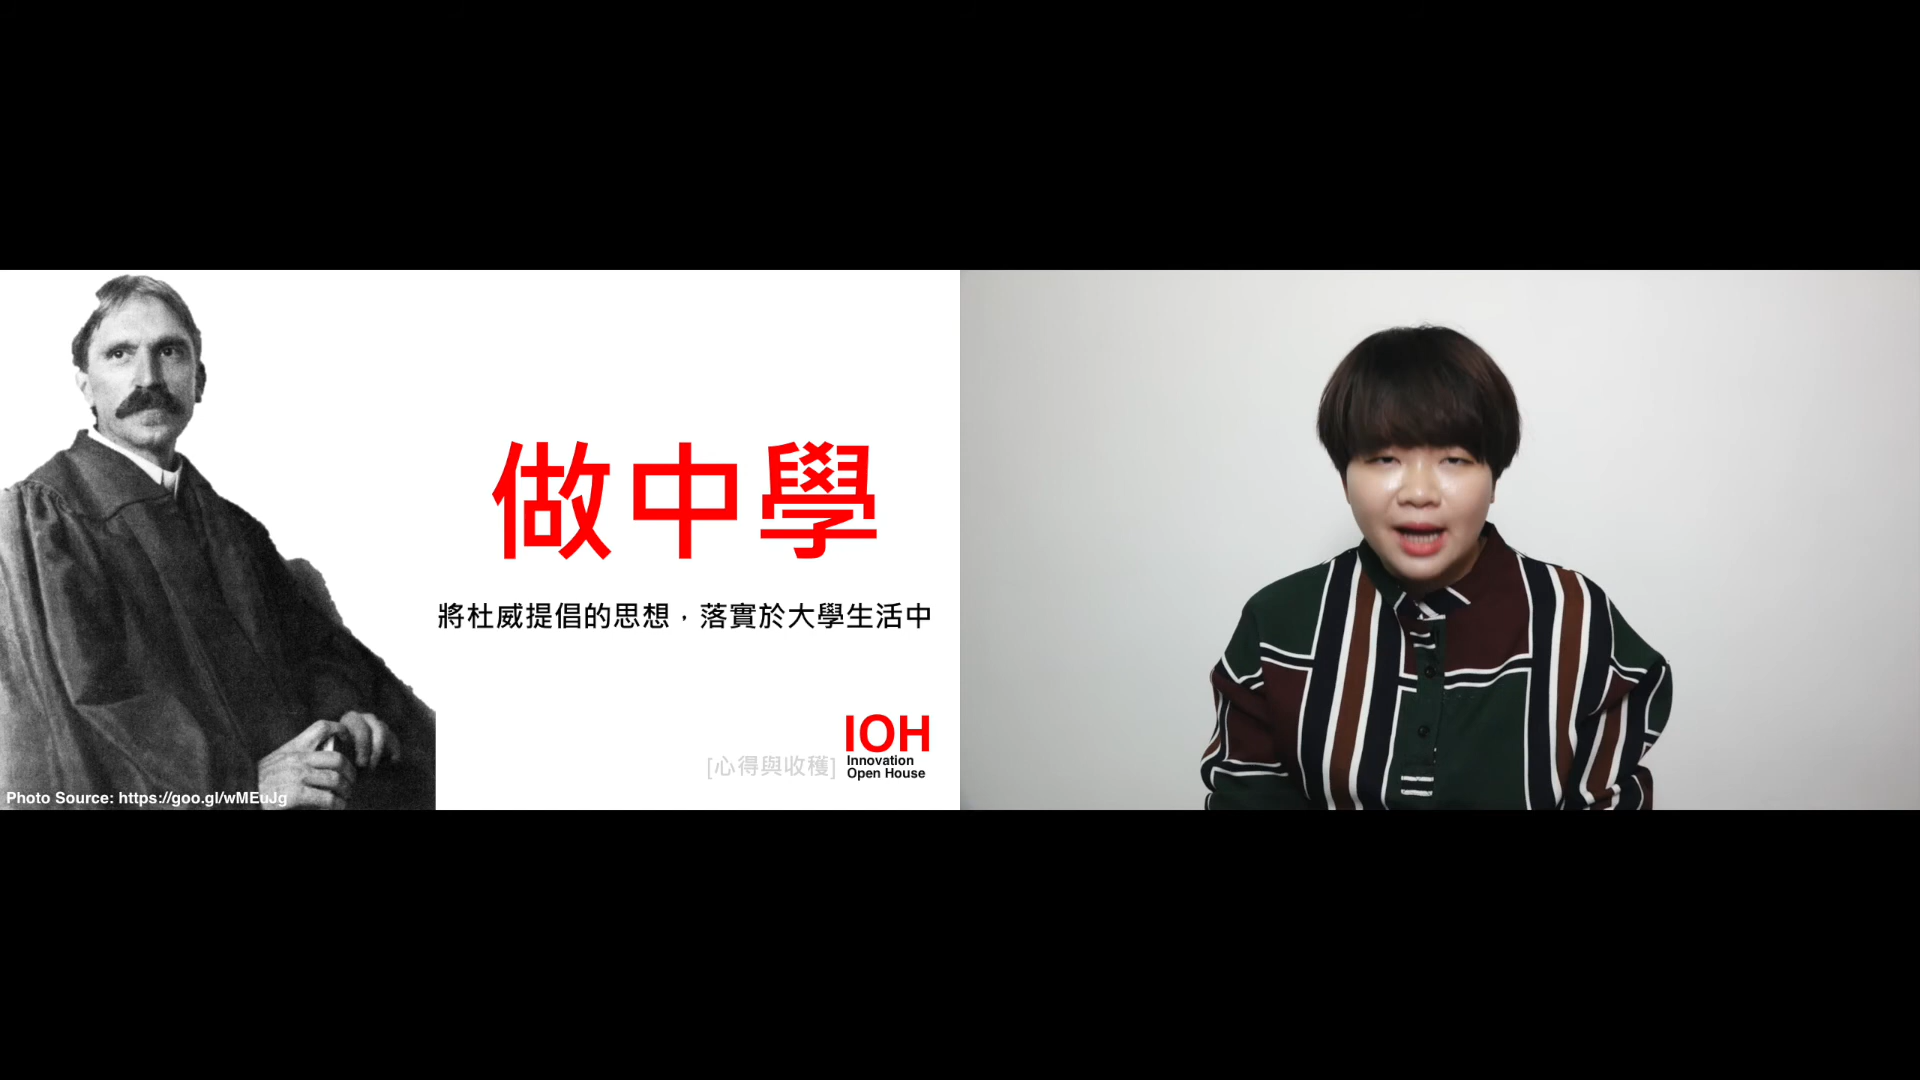 做中學
將杜威提倡的思想，落實於大學生活中
[心得與收穫]
IOH
Innovation
Open House
Photo Source: https://goo.gl/wMEuJg